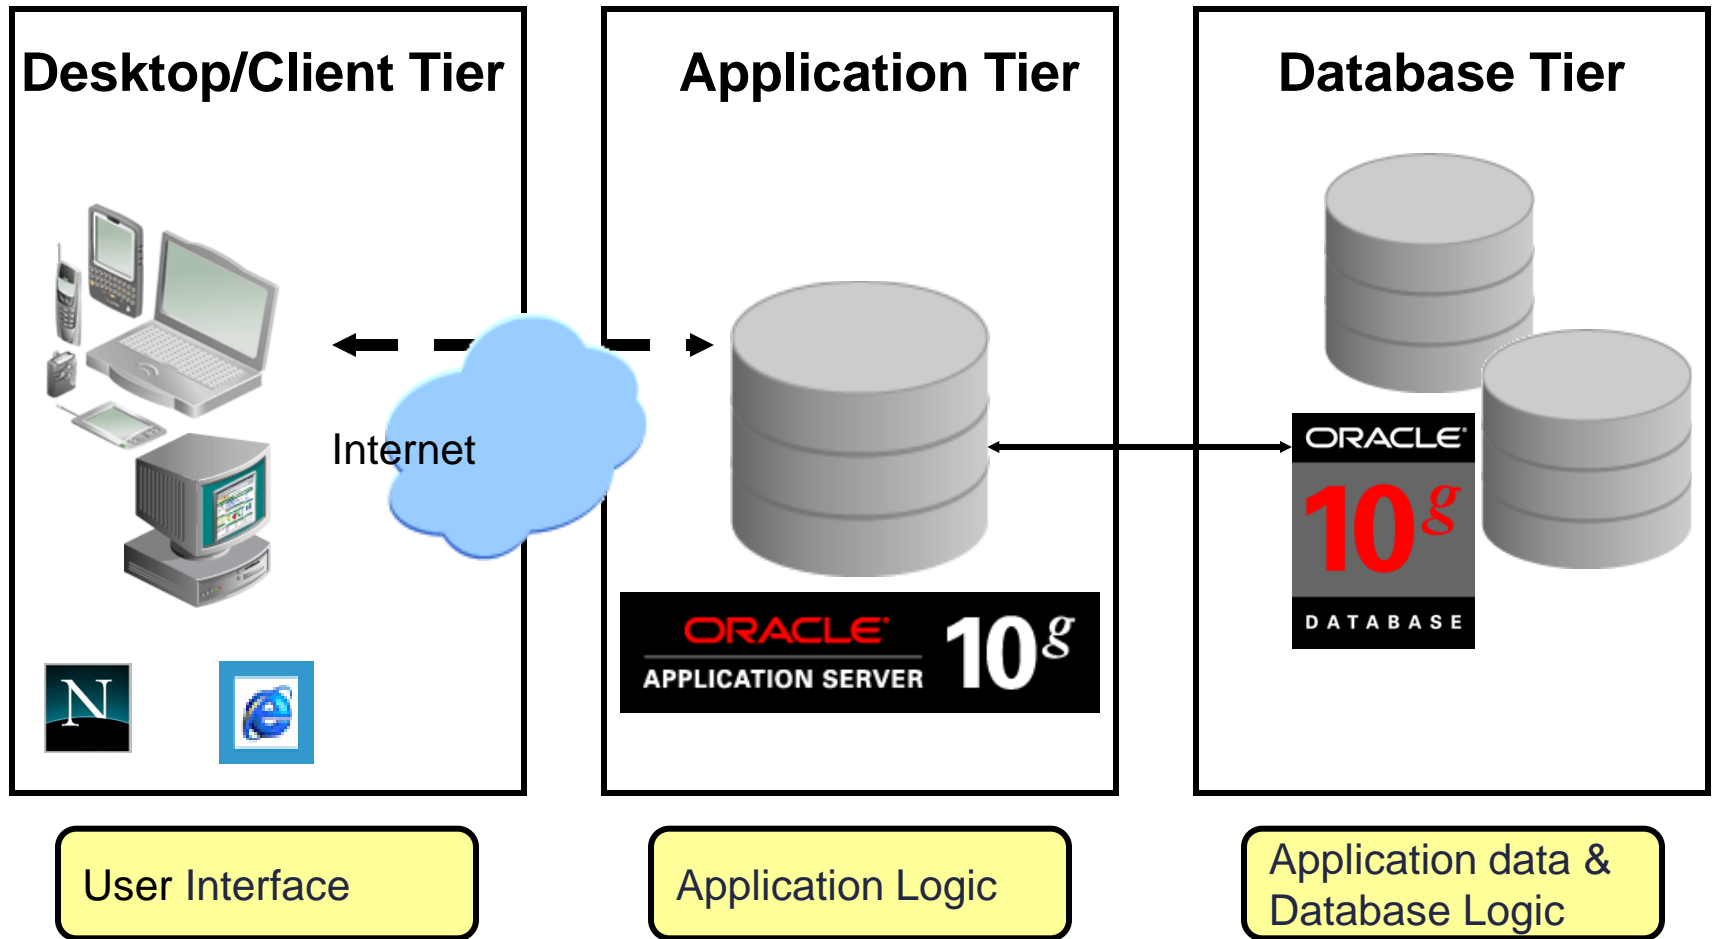 Desktop/Client Tier
Application Tier
Database Tier
Internet
N
e
ORACLE
APPLICATION SERVER
10g
ORACLE
10g
DATABASE
User Interface
Application Logic
Application data &
Database Logic